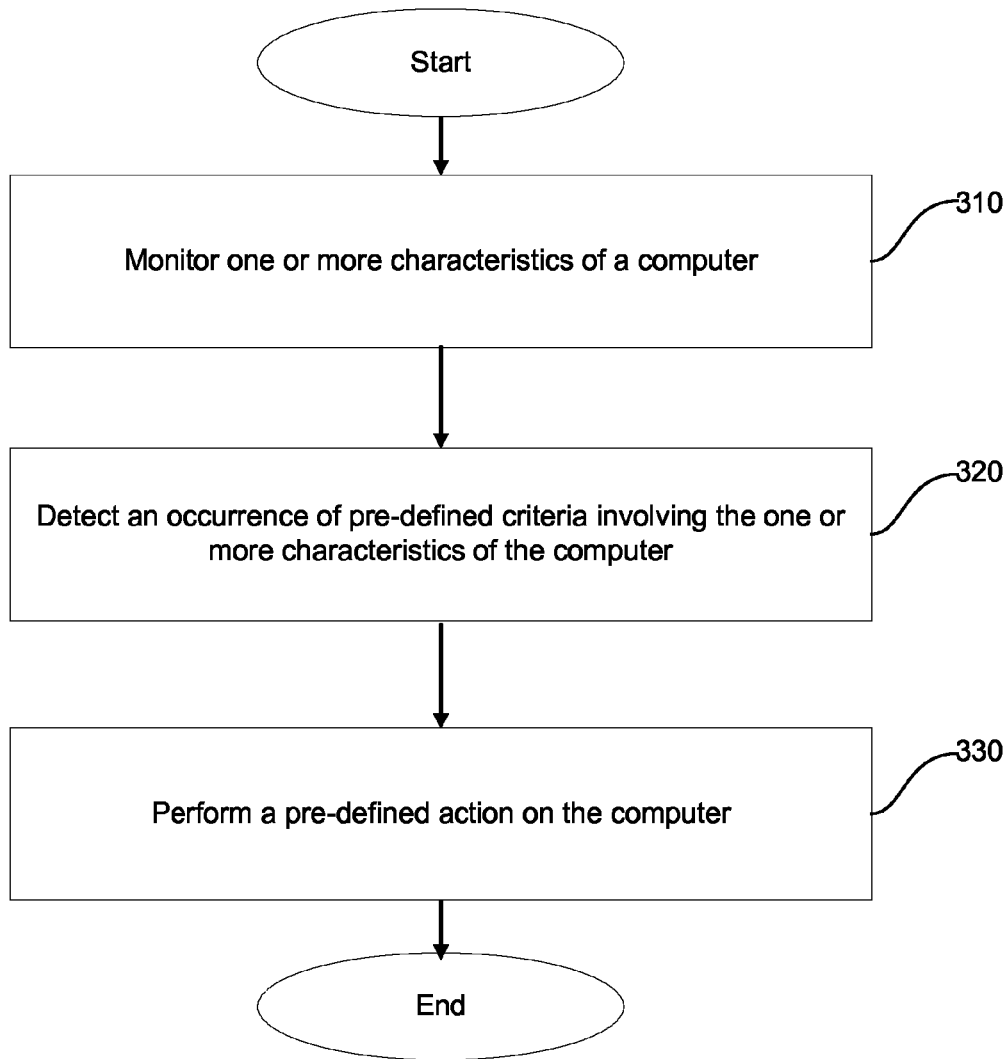 Start
310
Monitor one or more characteristics of a computer
320
Detect an occurrence of pre-defined criteria involving the one or
more characteristics of the computer
330
Perform a pre-defined action on the computer
End